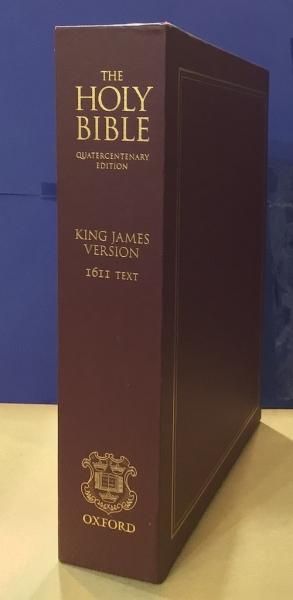 THE
HOLY
BIBLE
QUATERCENTENARY
EDITION
KING JAMES
VERSION
1611 TEXT
OXFORD